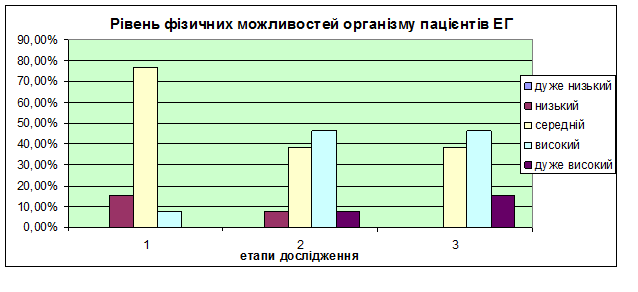 Рівень фізичних можливостей організму пацієнтів ЕГ
90,00%
80,00%
70,00%
60,00%
50,00%
40,00%
30,00%
20,00%
10,00%
0,00%
1
2
3
етапи дослідження
дуже низький
низький
середній
високий
дуже високий